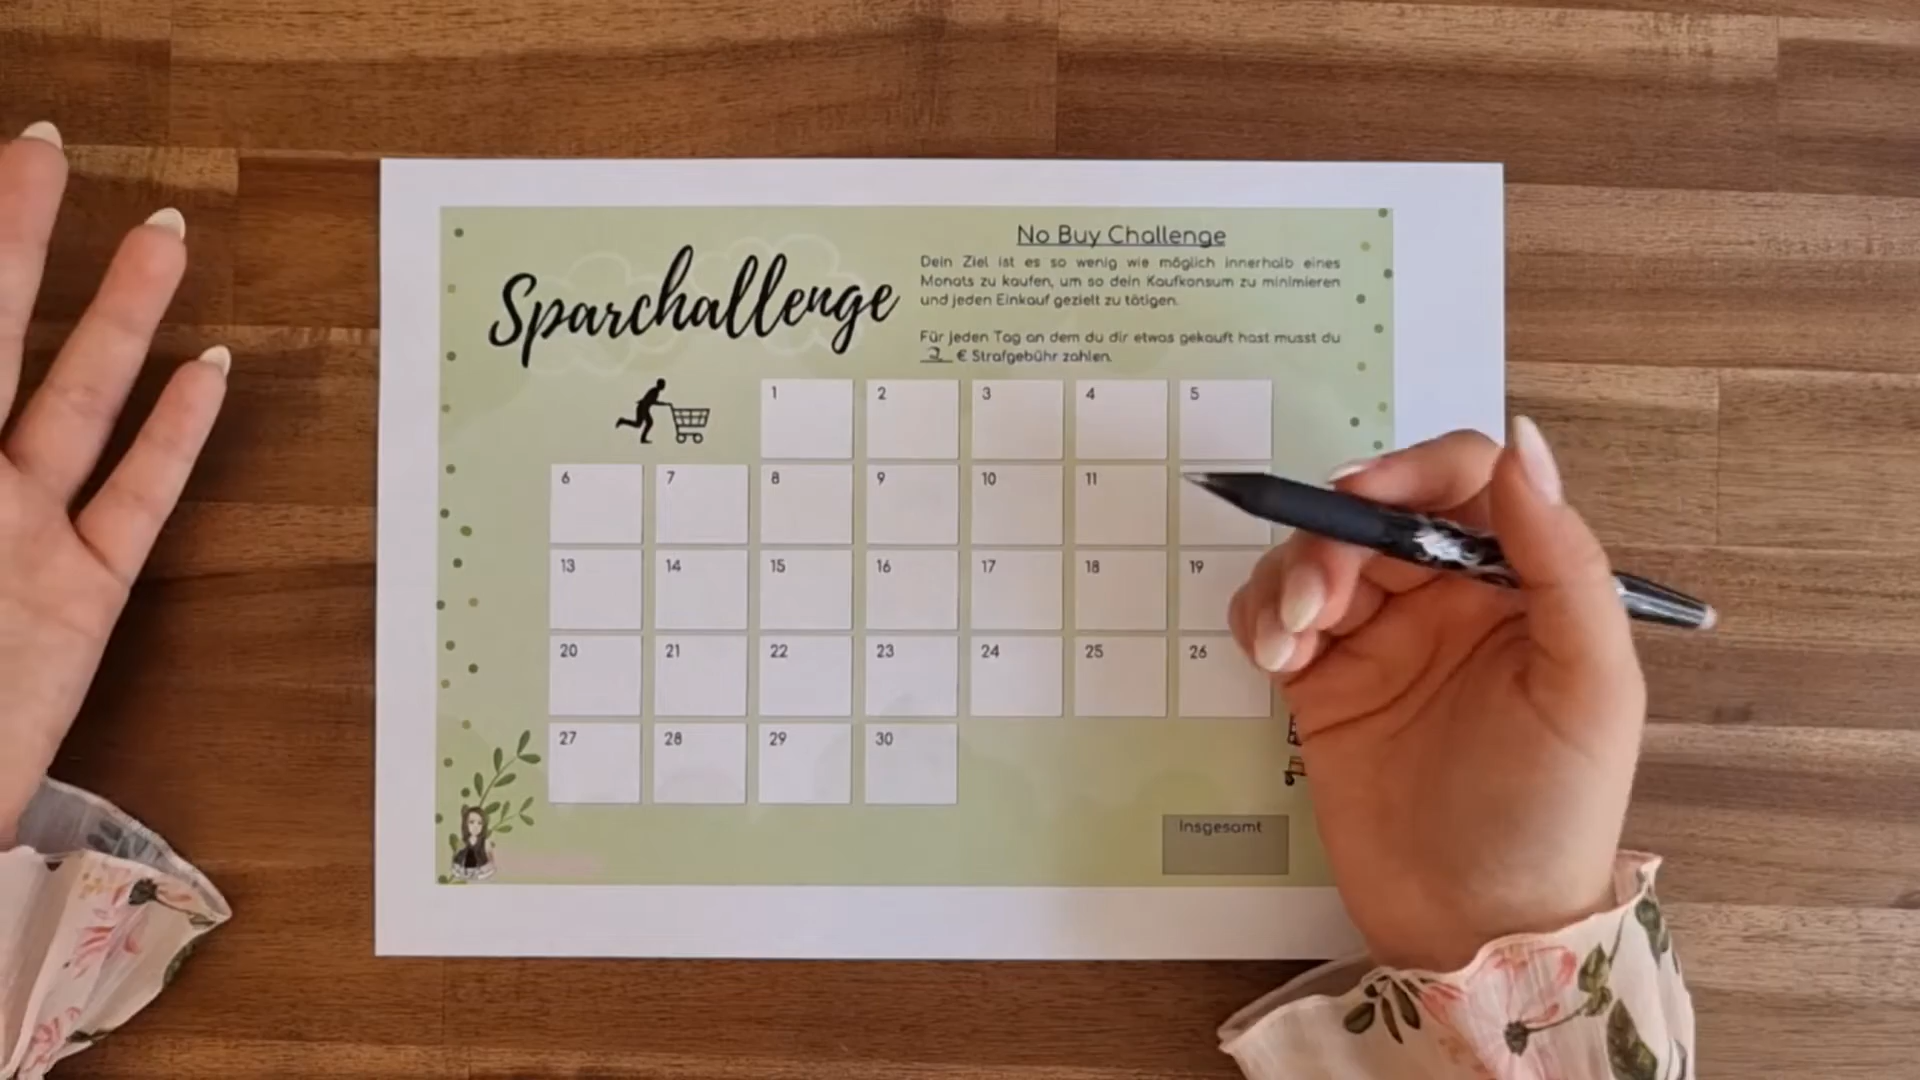 Sparchallenge
No Buy Challenge
Dein Ziel ist es so wenig wie möglich innerhalb eines
Monats zu kaufen, um so dein Kaufkonsum zu minimieren
und jeden Einkauf gezielt zu tätigen.
Für jeden Tag an dem du dir etwas gekauft hast musst du
2 € Strafgebühr zahlen.
1 2 3 4 5
6 7 8 9 10 11
13 14 15 16 17 18 19
20 21 22 23 24 25 26
27 28 29 30
Insgesamt